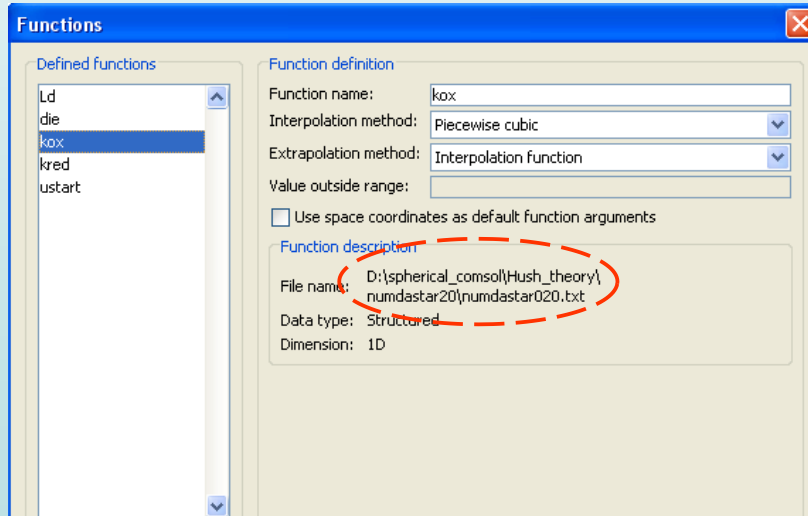 Functions
Defined functions
Ld
die
kox
kred
ustart
Function definition
Function name: kox
Interpolation method: Piecewise cubic
Extrapolation method: Interpolation function
Value outside range:
Use space coordinates as default function arguments
Function description
File name: D:\spherical_comsol\Hush_theory\
numdastar20\numdastar020.txt
Data type: Structured
Dimension: 1D